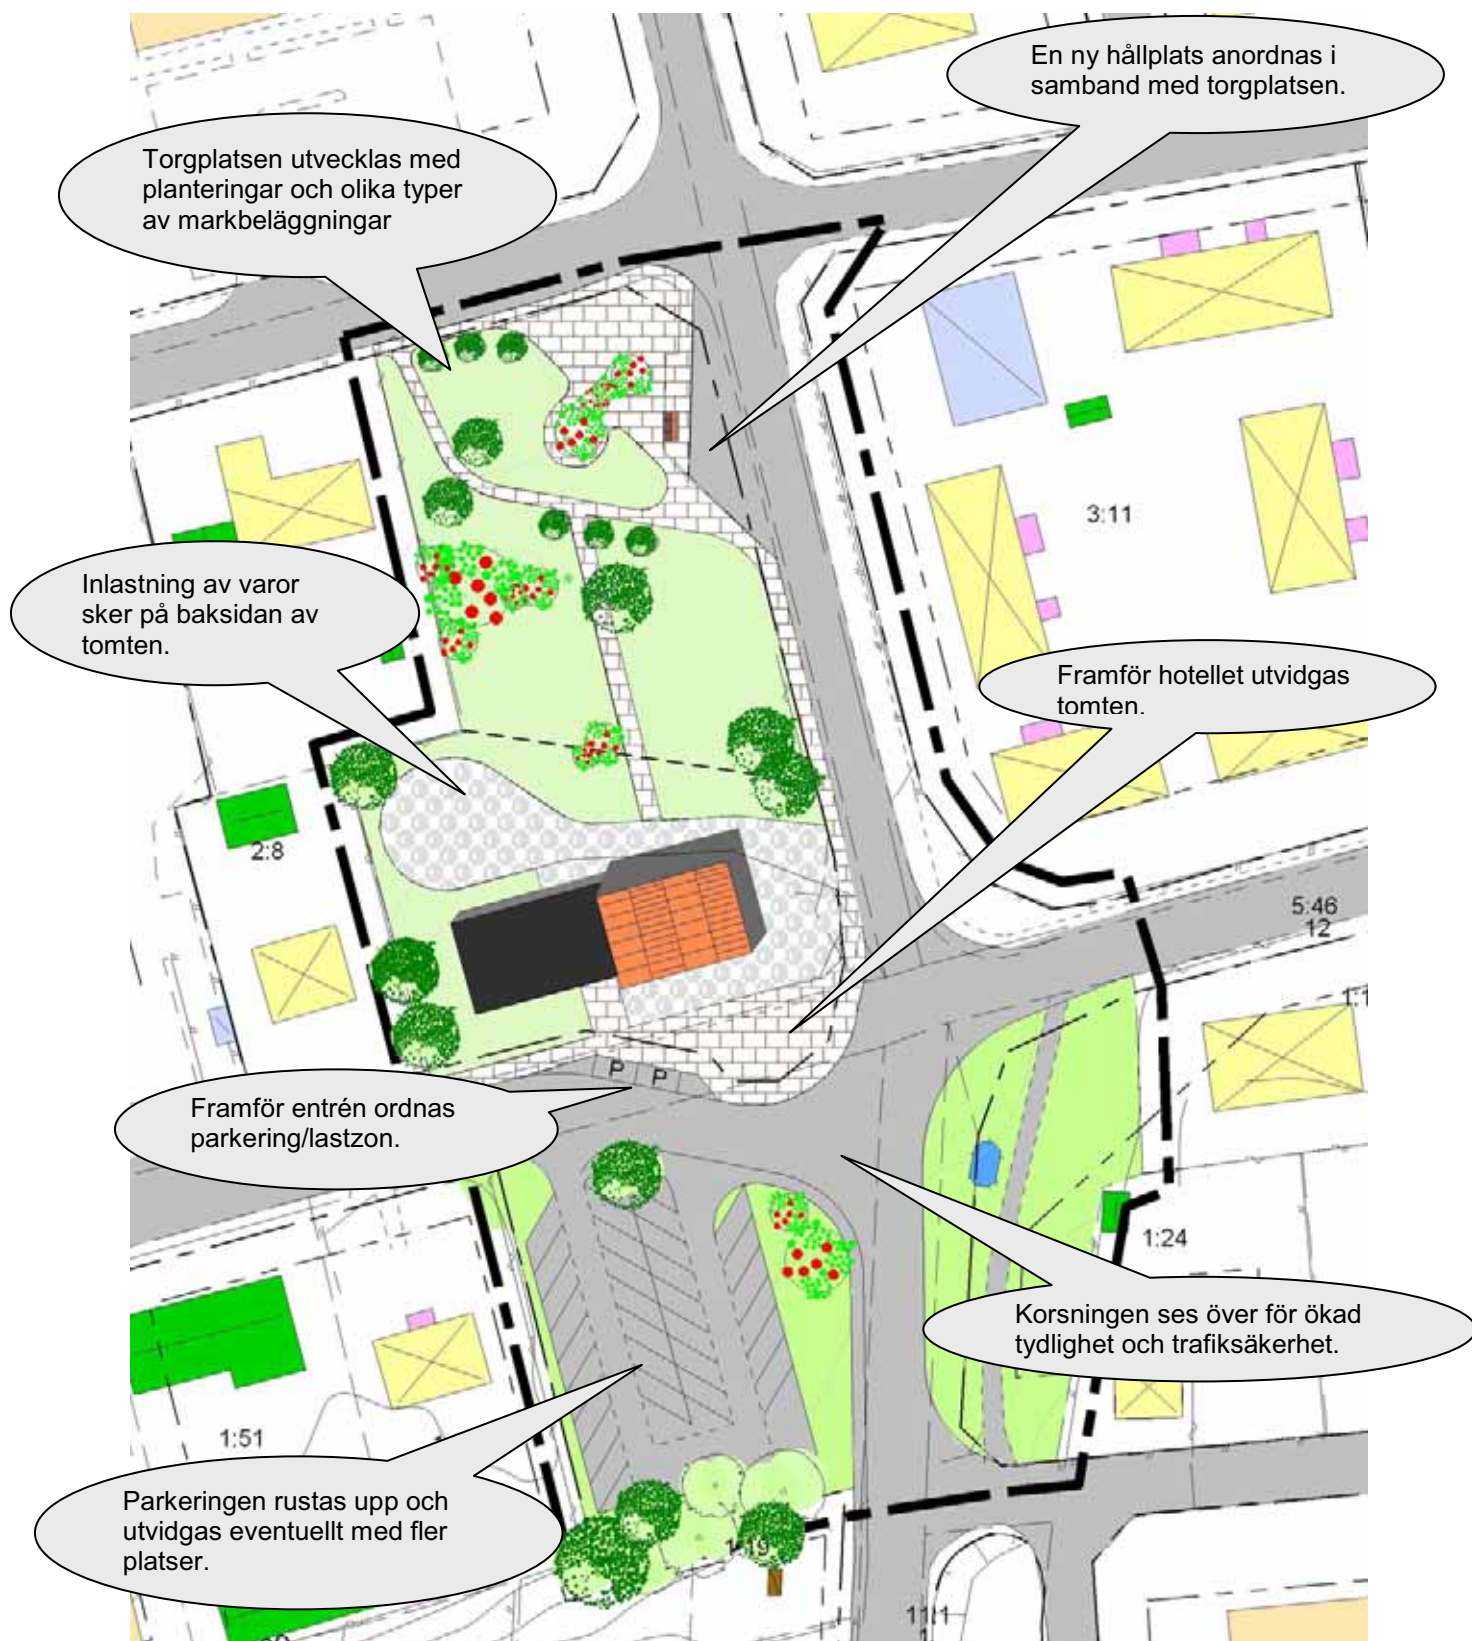 En ny hållplats anordnas i
samband med torgplatsen.
Torgplatsen utvecklas med
planteringar och olika typer
av markbeläggningar
3:11
Inlastning av varor
sker på baksidan av
tomten.
Framför hotellet utvidgas
tomten.
2:8
5:46
12
P P
Framför entrén ordnas
parkering/lastzon.
1:24
Korsningen ses över för ökad
tydlighet och trafiksäkerhet.
1:51
Parkeringen rustas upp och
utvidgas eventuellt med fler
platser.
1:19
11:1